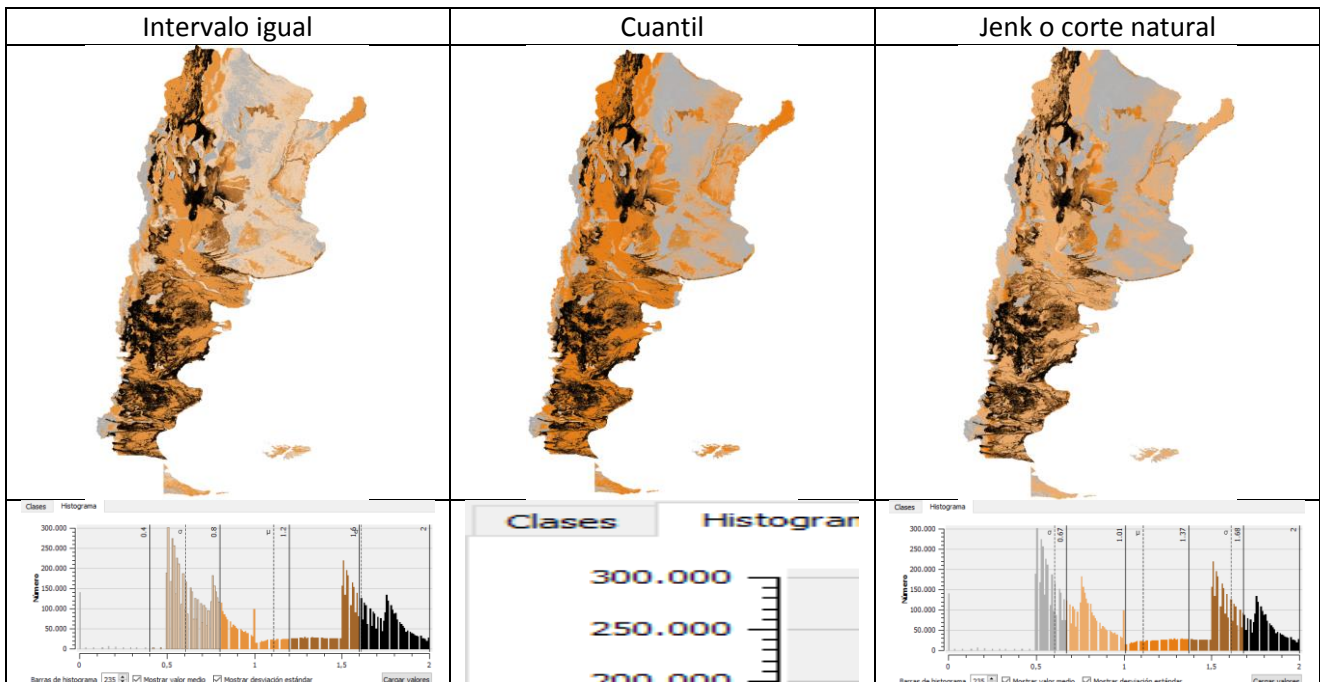 Intervalo igual
Cuantil
Jenk o corte natural
Clases Histograma
300.000
250.000
200.000
150.000
100.000
50.000
0
Número
0.4
σ
0.8
1.2
1.6
2
0 0,5 1 1,5 2
Barras de histograma 235 Mostrar valor medio Mostrar desviación estándar Cargar valores
Clases Histogran
300.000
250.000
200.000
Clases Histograma
300.000
250.000
200.000
150.000
100.000
50.000
0
Número
σ
0.67
1.01
1.37
σ
1.68
2
0 0,5 1 1,5 2
Barras de histograma 235 Mostrar valor medio Mostrar desviación estándar Cargar valores